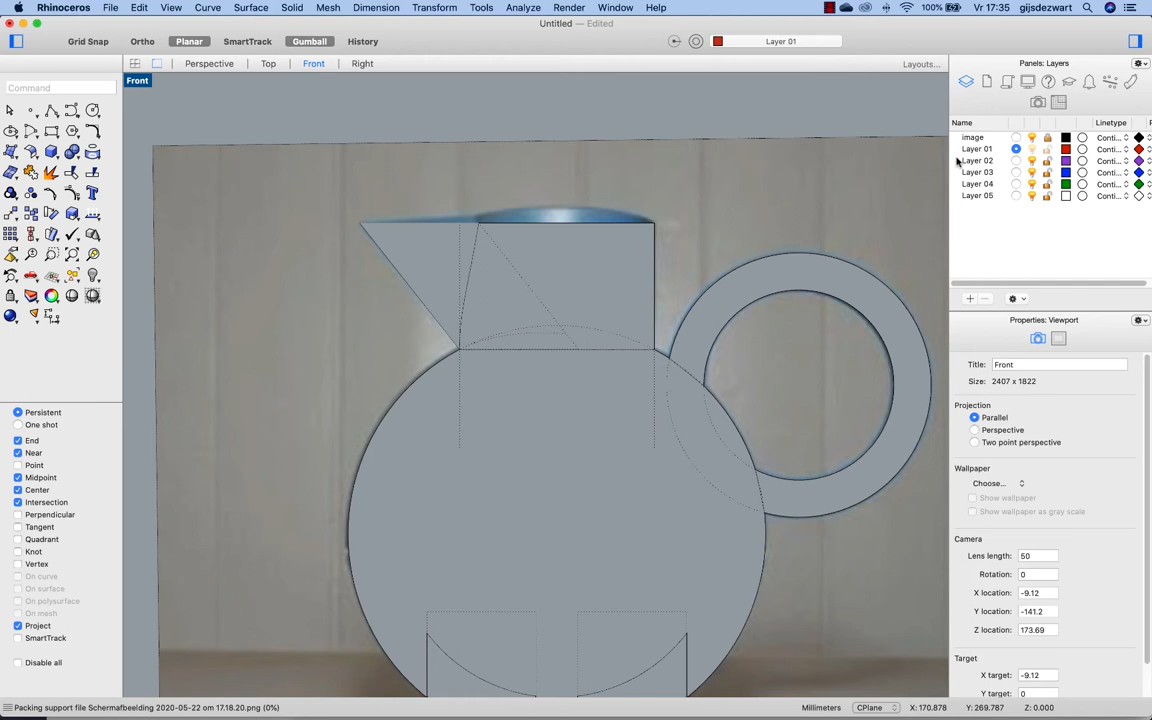 Rhinoceros File Edit View Curve Surface Solid Mesh Dimension Transform Tools Analyze Render Window Help 100% Vr 17:35 gijsdezwart
Untitled — Edited
Grid Snap Ortho Planar SmartTrack Gumball History Layer 01
Perspective Top Front Right Layouts... Panels: Layers
Front
Command
Name Linetype
image Conti...
Layer 01 Conti...
Layer 02 Conti...
Layer 03 Conti...
Layer 04 Conti...
Layer 05 Conti...
Properties: Viewport
Title: Front
Size: 2407 x 1822
Projection
Parallel
Perspective
Two point perspective
Wallpaper
Choose...
Show wallpaper
Show wallpaper as gray scale
Camera
Lens length: 50
Rotation: 0
X location: -9.12
Y location: -141.2
Z location: 173.69
Target
X target: -9.12
Y target: 0
Persistent
One shot
End
Near
Point
Midpoint
Center
Intersection
Perpendicular
Tangent
Quadrant
Knot
Vertex
On curve
On surface
On polysurface
On mesh
Project
SmartTrack
Disable all
Packing support file Schermafbeelding 2020-05-22 om 17.18.20.png (0%) Millimeters CPlane X: 170.878 Y: 269.787 Z: 0.000